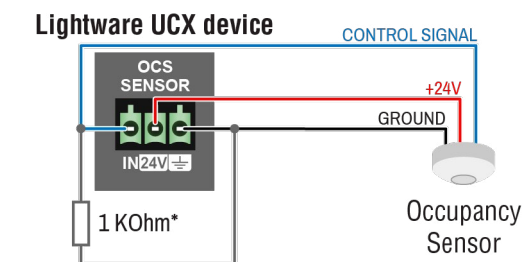 Lightware UCX device
CONTROL SIGNAL
OCS
SENSOR
+24V
GROUND
IN 24V
1 KOhm*
Occupancy
Sensor